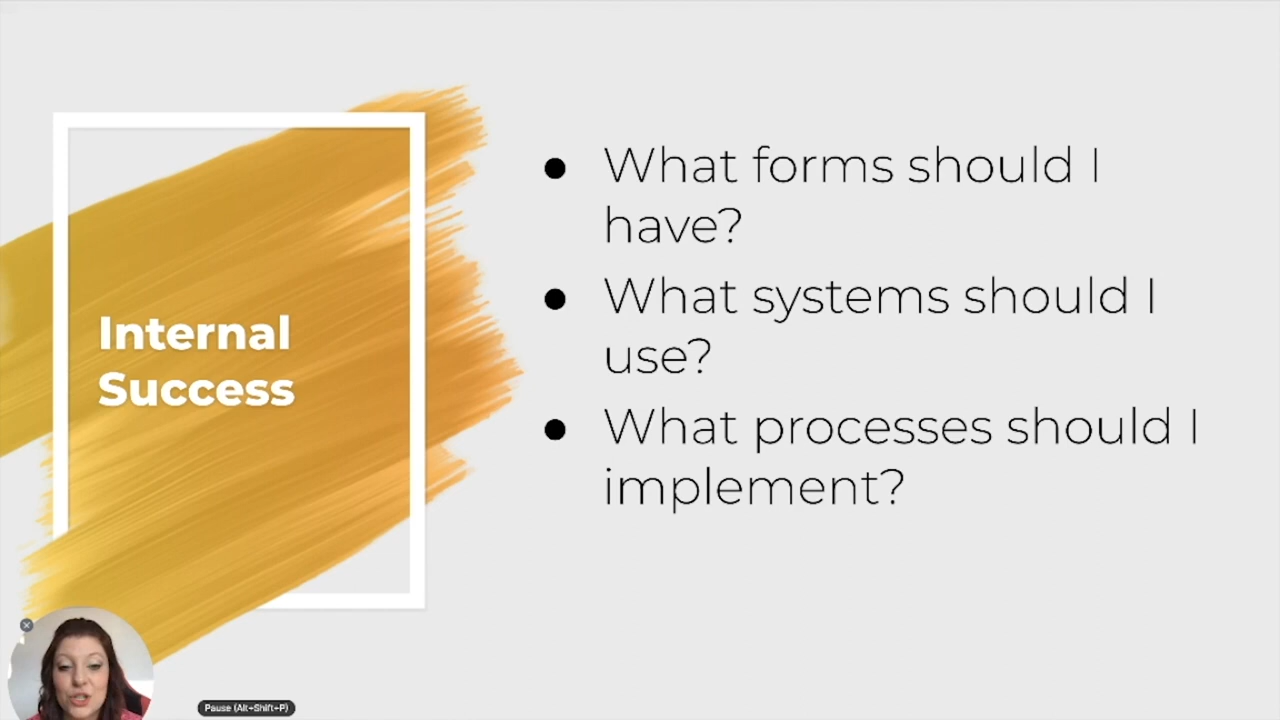 Internal
Success
● What forms should I
have?
● What systems should I
use?
● What processes should I
implement?
Pause (Alt+Shift+P)